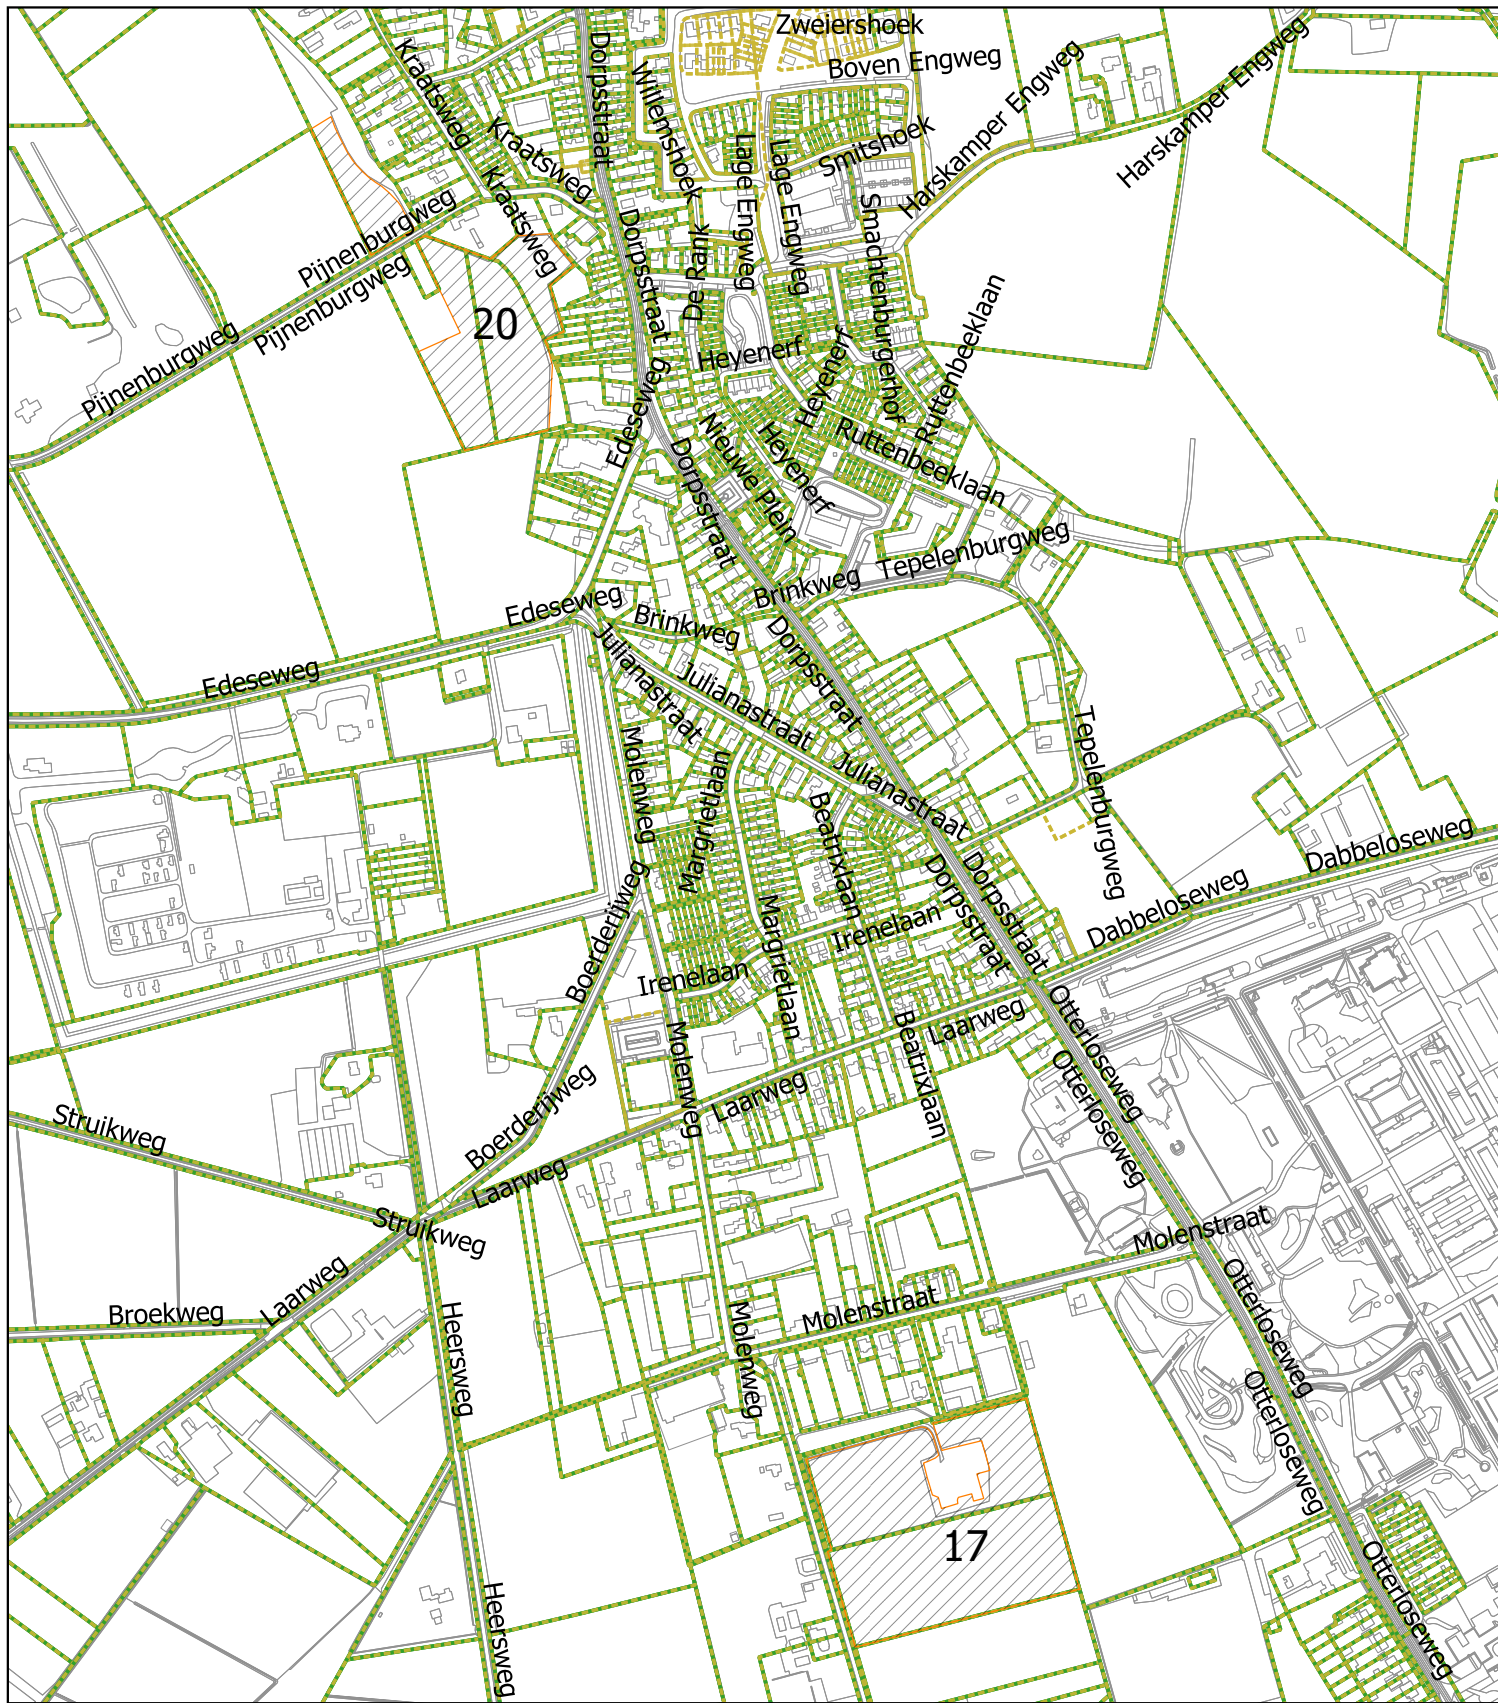 Zweiershoek
Boven Engweg
Kraatsweg
Dorpsstraat
Willemshoek
Harskamper Engweg
Harskamper Engweg
Kraatsweg
Lage Engweg
Lage Engweg
Smitshoek
Kraatsweg
Pijnenburgweg
Pijnenburgweg
Pijnenburgweg
Dorpsstraat
De Rank
Smachtenburgerhof
Ruttenbeeklaan
20
Heyenerf
Heyenerf
Edeseweg
Nieuwe Plein
Heyenerf
Ruttenbeeklaan
Dorpsstraat
Tepelenburgweg
Brinkweg
Edeseweg
Brinkweg
Julianastraat
Dorpsstraat
Edeseweg
Julianastraat
Molenweg
Margrietlaan
Julianastraat
Tepelenburgweg
Beatrixlaan
Dabbeloseweg
Dabbeloseweg
Dorpsstraat
Dorpsstraat
Boerderijweg
Margrietlaan
Irenelaan
Irenelaan
Otterloseweg
Laarweg
Beatrixlaan
Molenweg
Otterloseweg
Laarweg
Boerderijweg
Struikweg
Laarweg
Struikweg
Molenstraat
Laarweg
Broekweg
Heersweg
Molenweg
Molenstraat
Otterloseweg
Otterloseweg
17
Heersweg
Otterloseweg